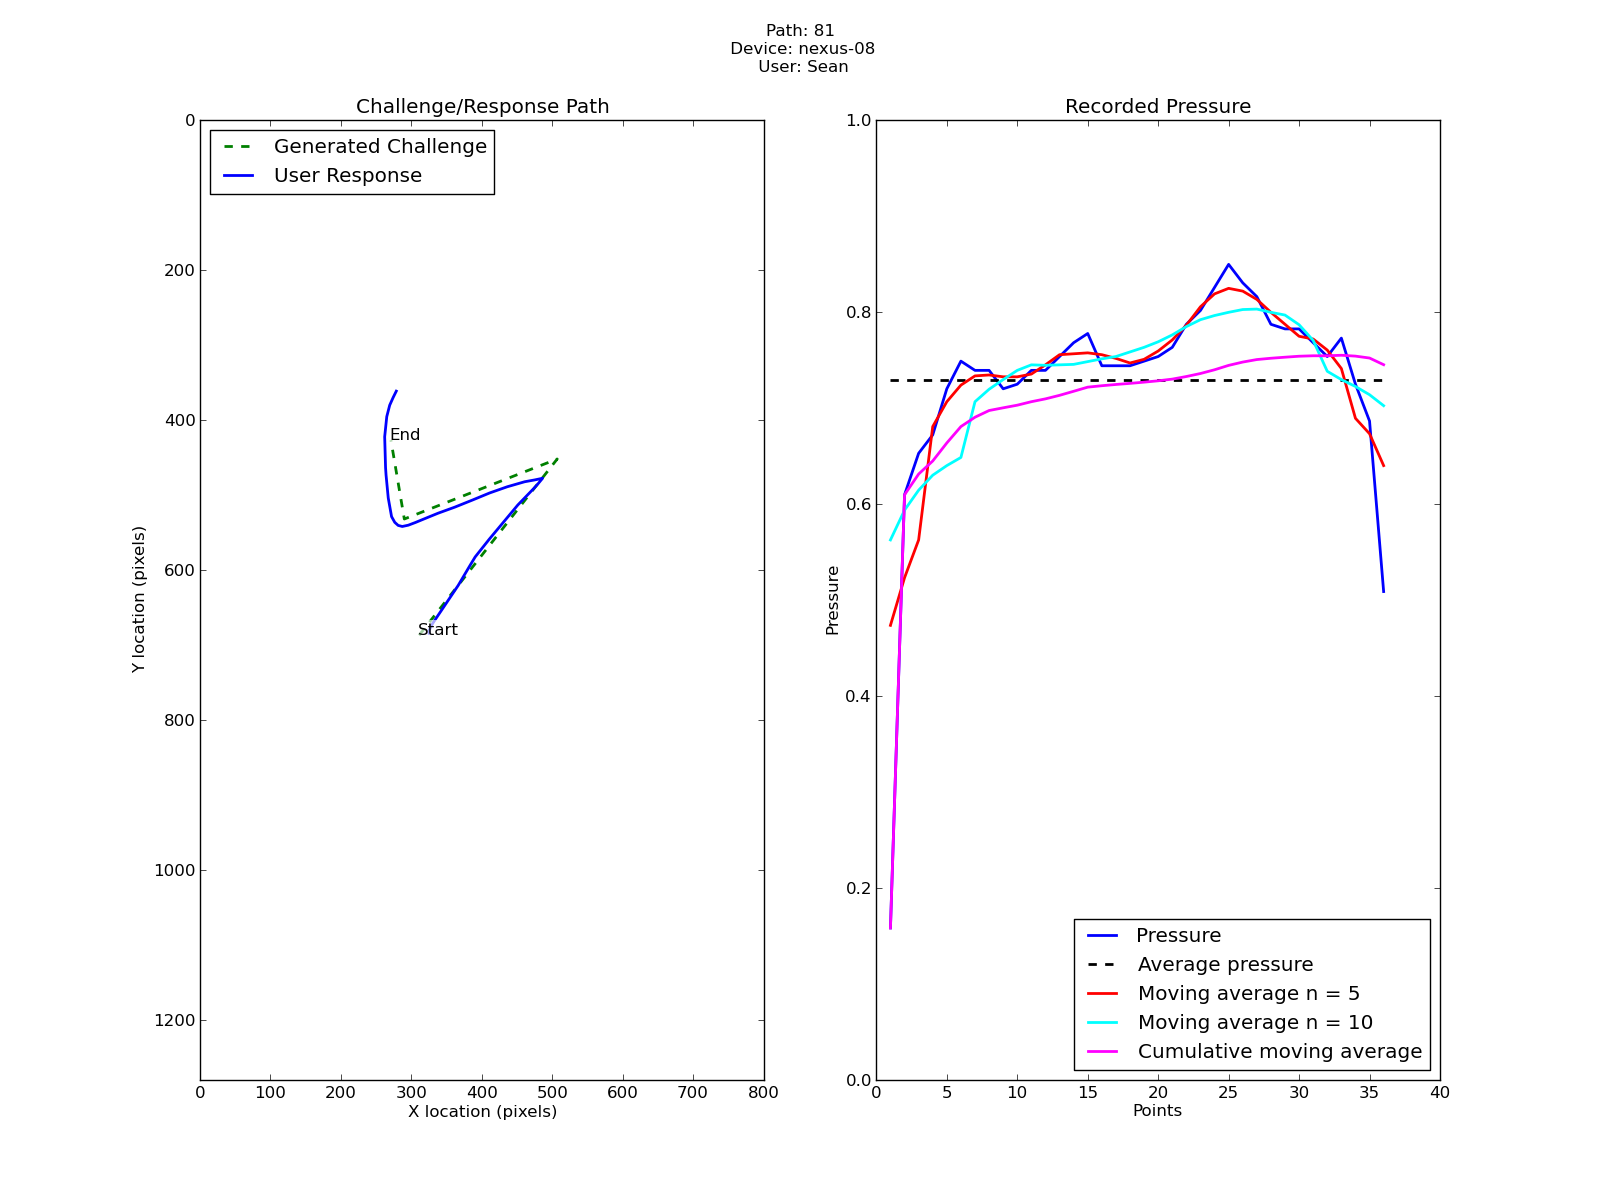 Path: 81
Device: nexus-08
User: Sean
Challenge/Response Path
Generated Challenge
User Response
0
200
400
600
800
1000
1200
Y location (pixels)
End
Start
0 100 200 300 400 500 600 700 800
X location (pixels)
Recorded Pressure
1.0
0.8
0.6
0.4
0.2
0.0
Pressure
Pressure
Average pressure
Moving average n = 5
Moving average n = 10
Cumulative moving average
0 5 10 15 20 25 30 35 40
Points